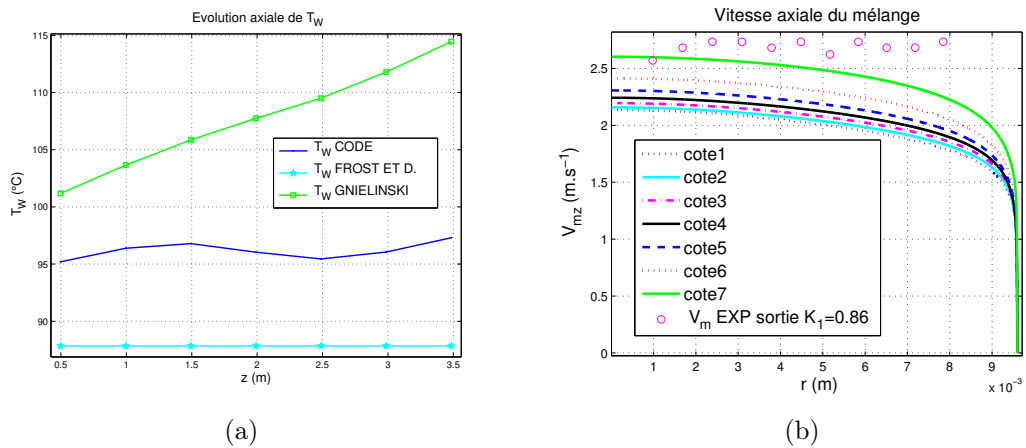 Evolution axiale de T_W
T_W (°C)
115
110
105
100
95
90
0.5 1 1.5 2 2.5 3 3.5
z (m)
T_W CODE
T_W FROST ET D.
T_W GNIELINSKI
(a)
Vitesse axiale du mélange
V_mz (m.s⁻¹)
2.5
2
1.5
1
0.5
0
1 2 3 4 5 6 7 8 9
x 10⁻³
r (m)
cote1
cote2
cote3
cote4
cote5
cote6
cote7
V_m EXP sortie K_1=0.86
(b)